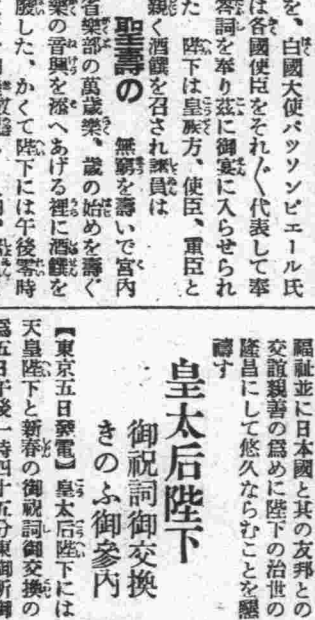 を、白國大使バツソンピエール氏
は各國使臣をそれ〴〵代表して奉
答詞を奉り茲に御宴に入らせられ
た　陛下は皇族方、使臣、重臣と
親く酒饌を召され諸員は
聖壽の　無窮を壽いで宮内
省樂部の萬歳樂、歳の始めを壽ぐ
樂の音興を添へあげる裡に酒饌を
した、かくて陛下には午後零時
福祉並に日本國と其の友邦との
交誼親善の爲めに陛下の治世の
隆昌にして悠久ならむことを懇
禱す
皇太后陛下
御祝詞御交換
きのふ御參内
【東京五日發電】皇太后陛下には
天皇陛下と新春の御祝詞御交換の
爲五日午後一時四十五分東御所御